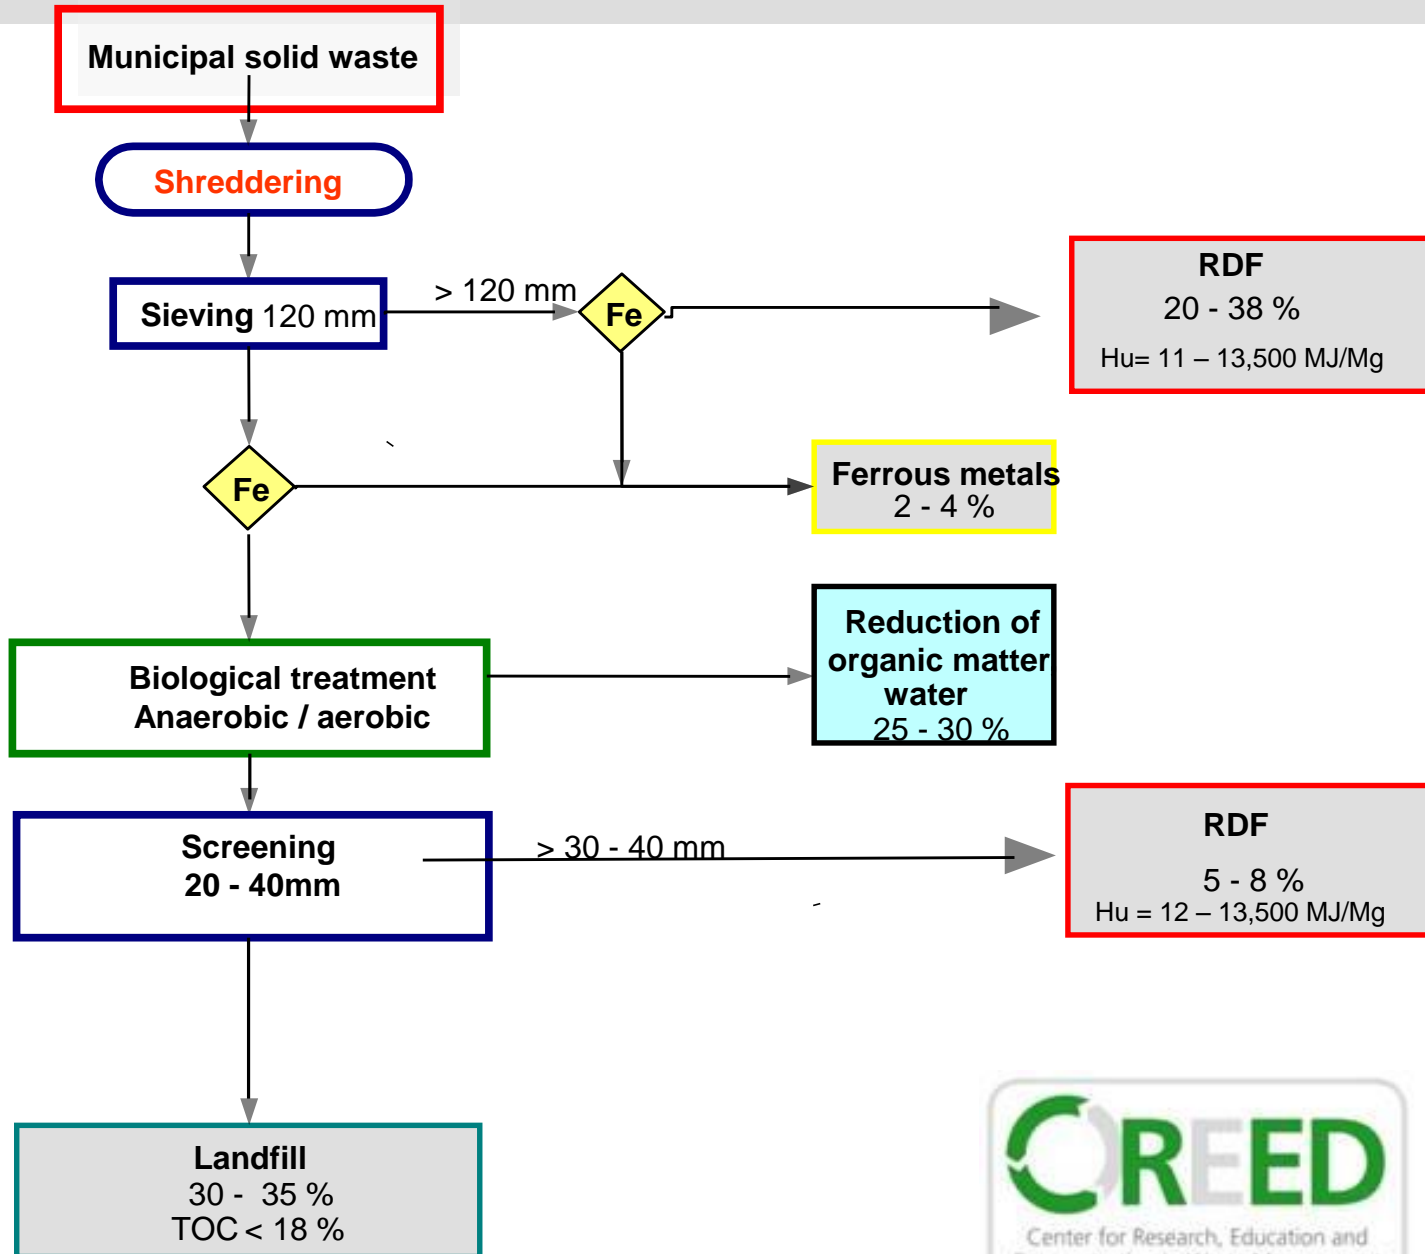 Municipal solid waste
Shreddering
Sieving 120 mm
> 120 mm
Fe
RDF
20 - 38 %
Hu= 11 – 13,500 MJ/Mg
Fe
Ferrous metals
2 - 4 %
Biological treatment
Anaerobic / aerobic
Reduction of
organic matter
water
25 - 30 %
Screening
20 - 40mm
> 30 - 40 mm
RDF
5 - 8 %
Hu = 12 – 13,500 MJ/Mg
Landfill
30 - 35 %
TOC < 18 %
CREED
Center for Research, Education and